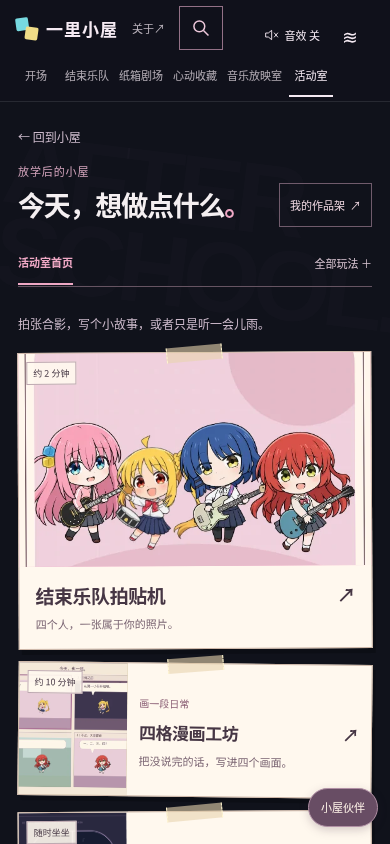 一里小屋
关于↗
音效 关
开场 结束乐队 纸箱剧场 心动收藏 音乐放映室 活动室
← 回到小屋
放学后的小屋
今天，想做点什么。
我的作品架 ↗
活动室首页
全部玩法 +
拍张合影，写个小故事，或者只是听一会儿雨。
约 2 分钟
结束乐队拍贴机 ↗
四个人，一张属于你的照片。
约 10 分钟
画一段日常
四格漫画工坊 ↗
把没说完的话，写进四个画面。
小屋伙伴
随时坐坐